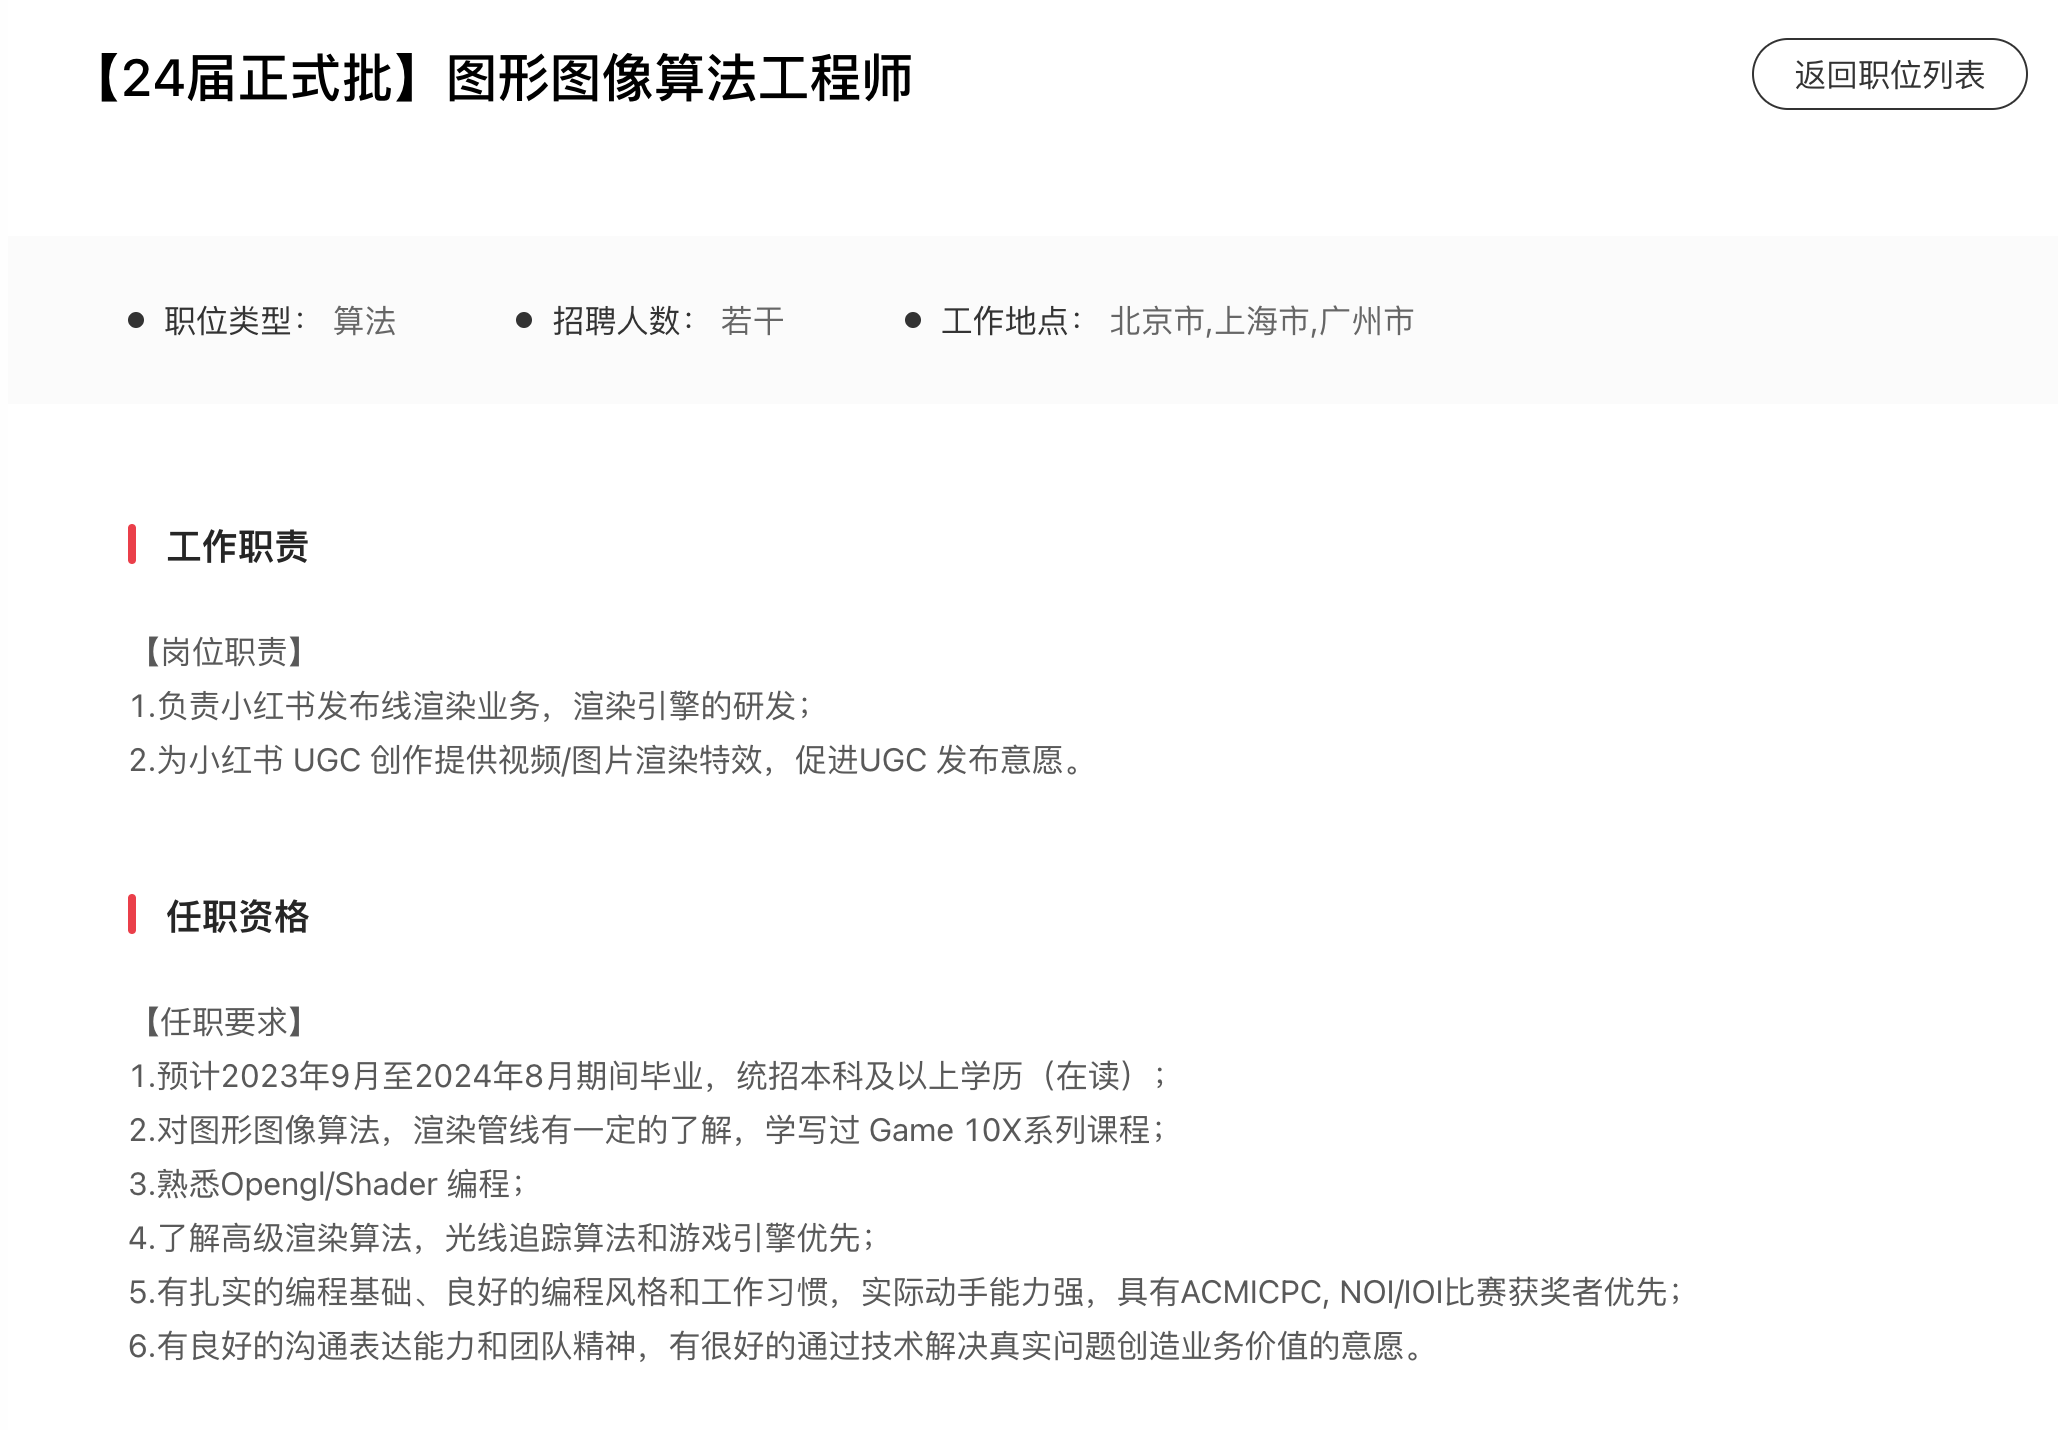 【24届正式批】图形图像算法工程师
返回职位列表
职位类型： 算法
招聘人数： 若干
工作地点： 北京市,上海市,广州市
工作职责
【岗位职责】
1.负责小红书发布线渲染业务，渲染引擎的研发；
2.为小红书 UGC 创作提供视频/图片渲染特效，促进UGC 发布意愿。
任职资格
【任职要求】
1.预计2023年9月至2024年8月期间毕业，统招本科及以上学历（在读）；
2.对图形图像算法，渲染管线有一定的了解，学写过 Game 10X系列课程；
3.熟悉Opengl/Shader 编程；
4.了解高级渲染算法，光线追踪算法和游戏引擎优先；
5.有扎实的编程基础、良好的编程风格和工作习惯，实际动手能力强，具有ACMICPC, NOI/IOI比赛获奖者优先；
6.有良好的沟通表达能力和团队精神，有很好的通过技术解决真实问题创造业务价值的意愿。